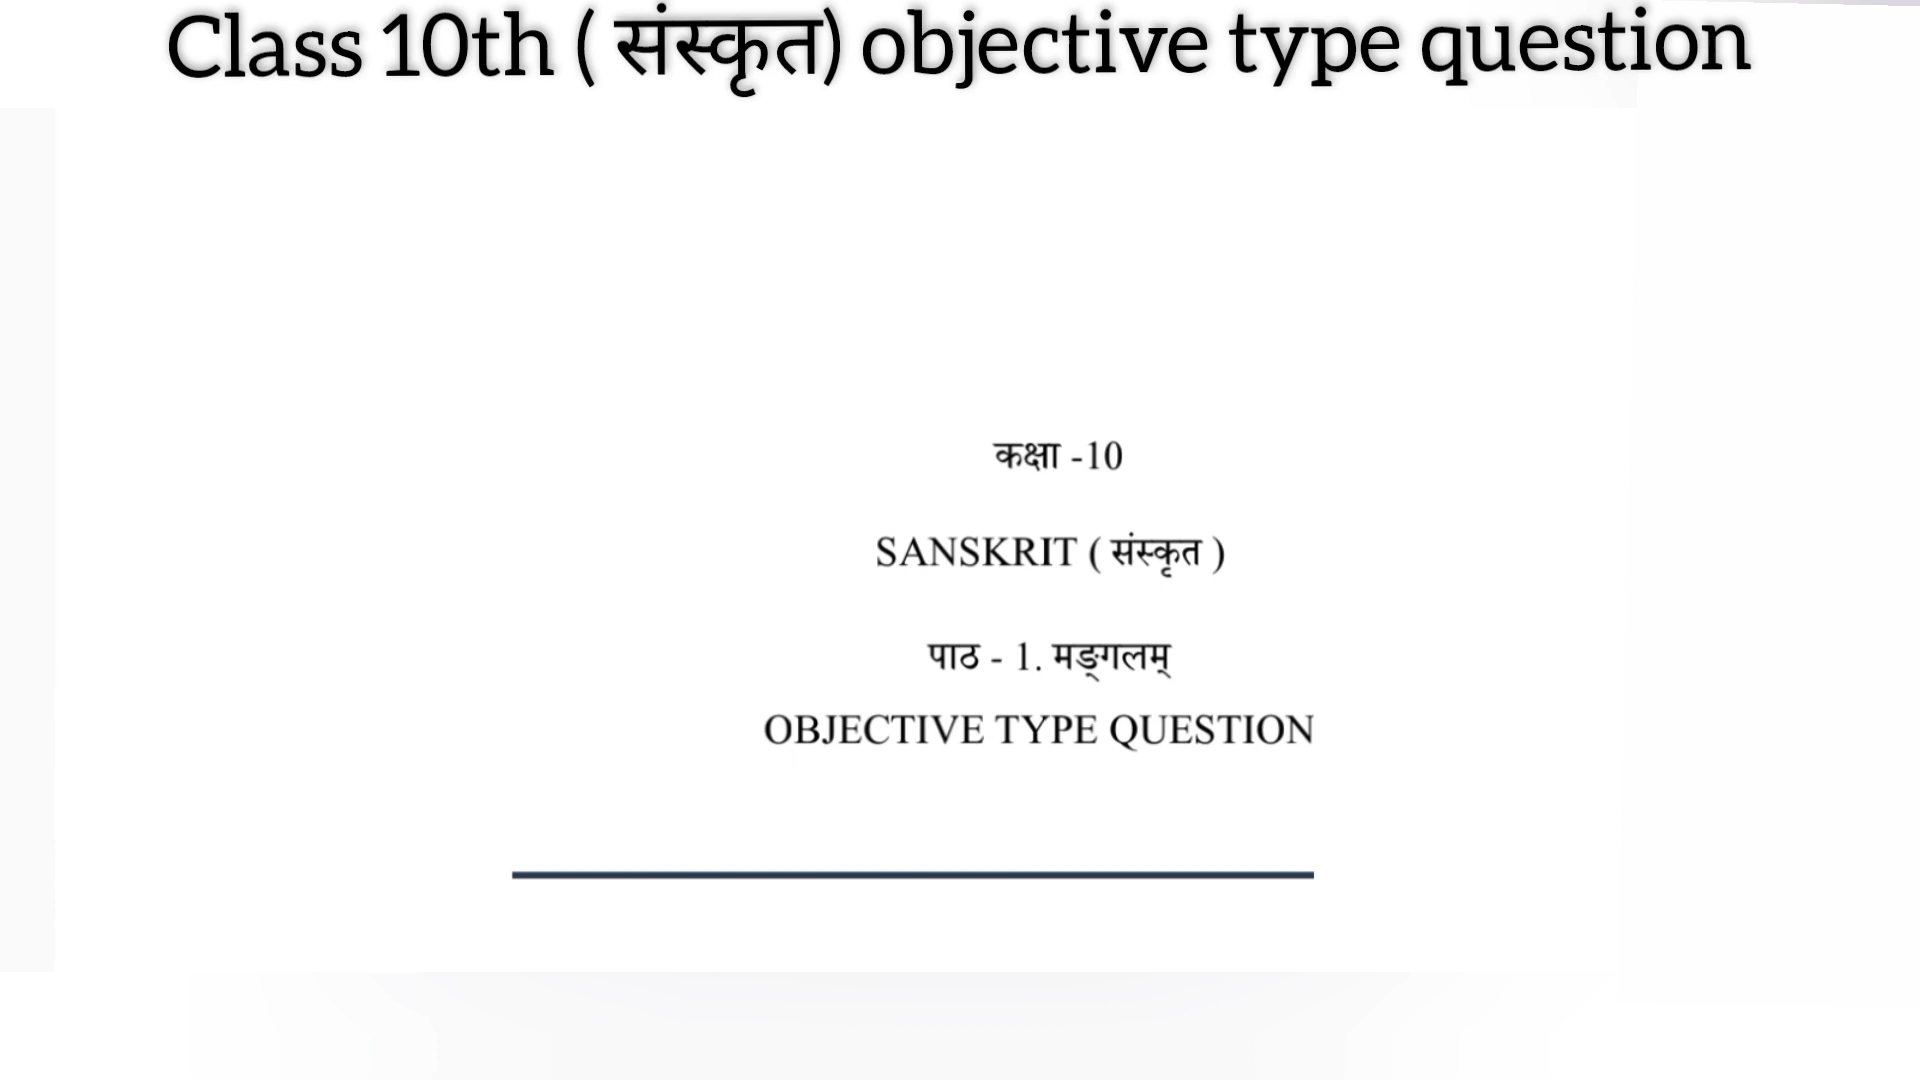 Class 10th ( संस्कृत) objective type question
कक्षा -10
SANSKRIT ( संस्कृत )
पाठ - 1. मङ्गलम्
OBJECTIVE TYPE QUESTION